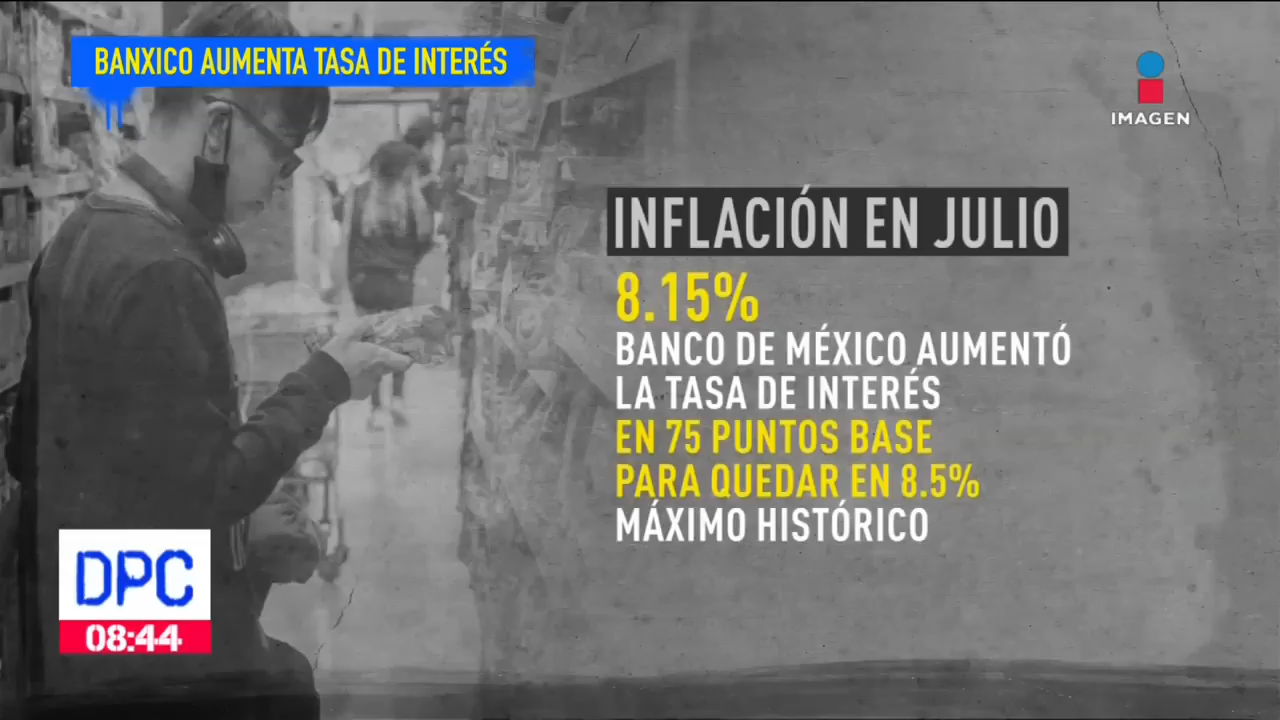 BANXICO AUMENTA TASA DE INTERÉS
IMAGEN
INFLACIÓN EN JULIO
8.15%
BANCO DE MÉXICO AUMENTÓ
LA TASA DE INTERÉS
EN 75 PUNTOS BASE
PARA QUEDAR EN 8.5%
MÁXIMO HISTÓRICO
DPC
08:44